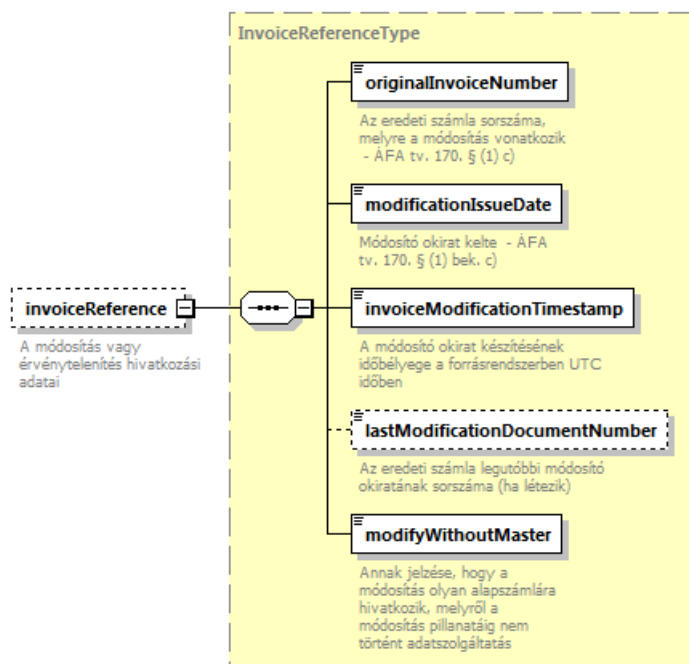 InvoiceReferenceType
originalInvoiceNumber
Az eredeti számla sorszáma,
melyre a módosítás vonatkozik
- ÁFA tv. 170. § (1) c)
modificationIssueDate
Módosító okirat kelte - ÁFA
tv. 170. § (1) bek. c)
invoiceReference
A módosítás vagy
érvénytelenítés hivatkozási
adatai
invoiceModificationTimestamp
A módosító okirat készítésének
időbélyege a forrásrendszerben UTC
időben
lastModificationDocumentNumber
Az eredeti számla legutóbbi módosító
okiratának sorszáma (ha létezik)
modifyWithoutMaster
Annak jelzése, hogy a
módosítás olyan alapszámlára
hivatkozik, melyről a
módosítás pillanatáig nem
történt adatszolgáltatás